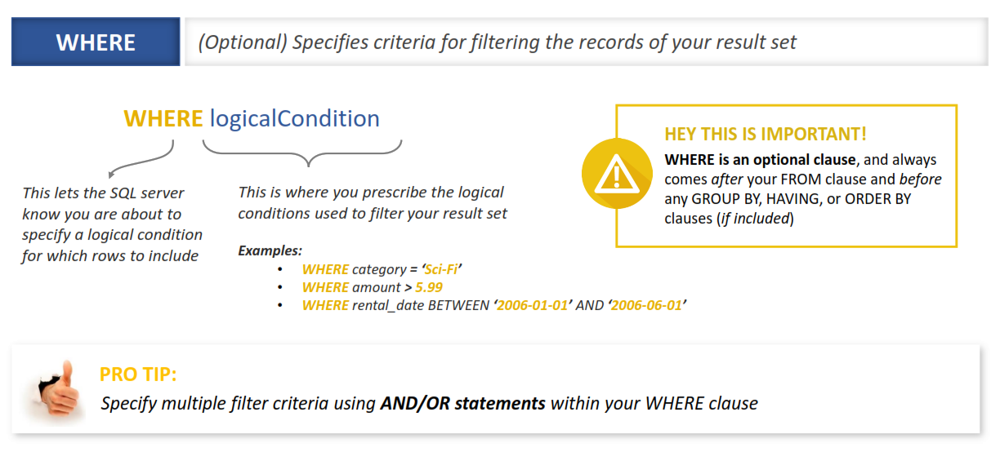 WHERE
(Optional) Specifies criteria for filtering the records of your result set
WHERE logicalCondition
This lets the SQL server
know you are about to
specify a logical condition
for which rows to include
This is where you prescribe the logical
conditions used to filter your result set
Examples:
• WHERE category = ‘Sci-Fi’
• WHERE amount > 5.99
• WHERE rental_date BETWEEN ‘2006-01-01’ AND ‘2006-06-01’
HEY THIS IS IMPORTANT!
WHERE is an optional clause, and always
comes after your FROM clause and before
any GROUP BY, HAVING, or ORDER BY
clauses (if included)
PRO TIP:
Specify multiple filter criteria using AND/OR statements within your WHERE clause